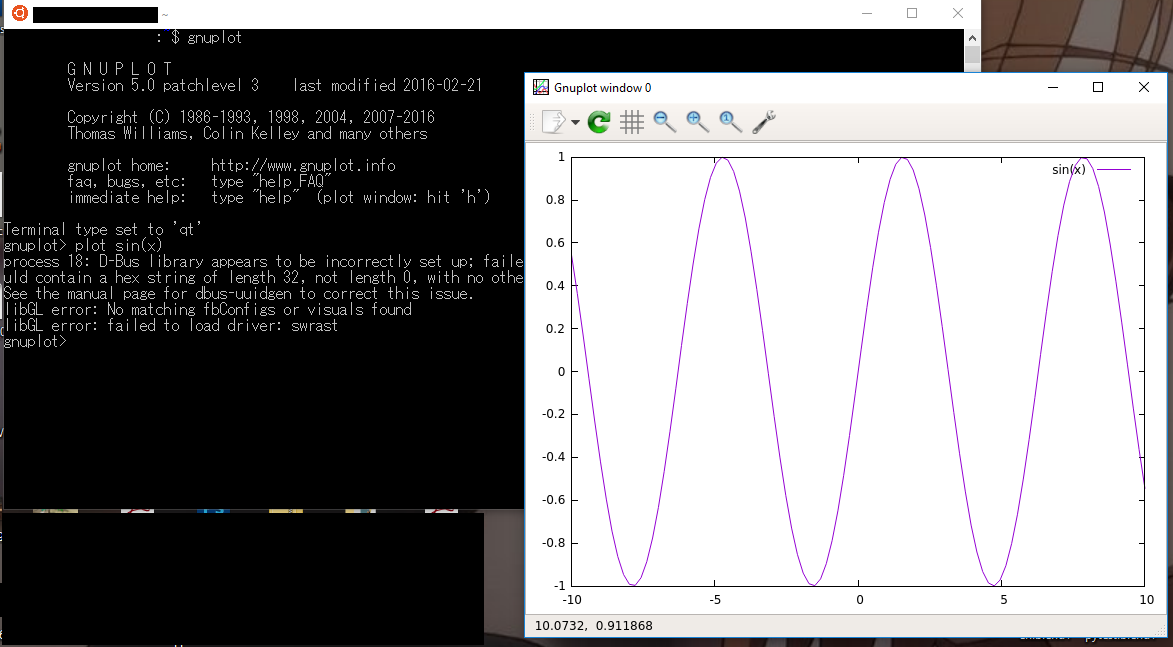 ~
:~$ gnuplot
G N U P L O T
Version 5.0 patchlevel 3 last modified 2016-02-21
Copyright (C) 1986-1993, 1998, 2004, 2007-2016
Thomas Williams, Colin Kelley and many others
gnuplot home: http://www.gnuplot.info
faq, bugs, etc: type "help FAQ"
immediate help: type "help" (plot window: hit 'h')
Terminal type set to 'qt'
gnuplot> plot sin(x)
process 18: D-Bus library appears to be incorrectly set up; faile
uld contain a hex string of length 32, not length 0, with no othe
See the manual page for dbus-uuidgen to correct this issue.
libGL error: No matching fbConfigs or visuals found
libGL error: failed to load driver: swrast
gnuplot>
Gnuplot window 0
sin(x)
1
0.8
0.6
0.4
0.2
0
-0.2
-0.4
-0.6
-0.8
-1
-10 -5 0 5 10
10.0732, 0.911868